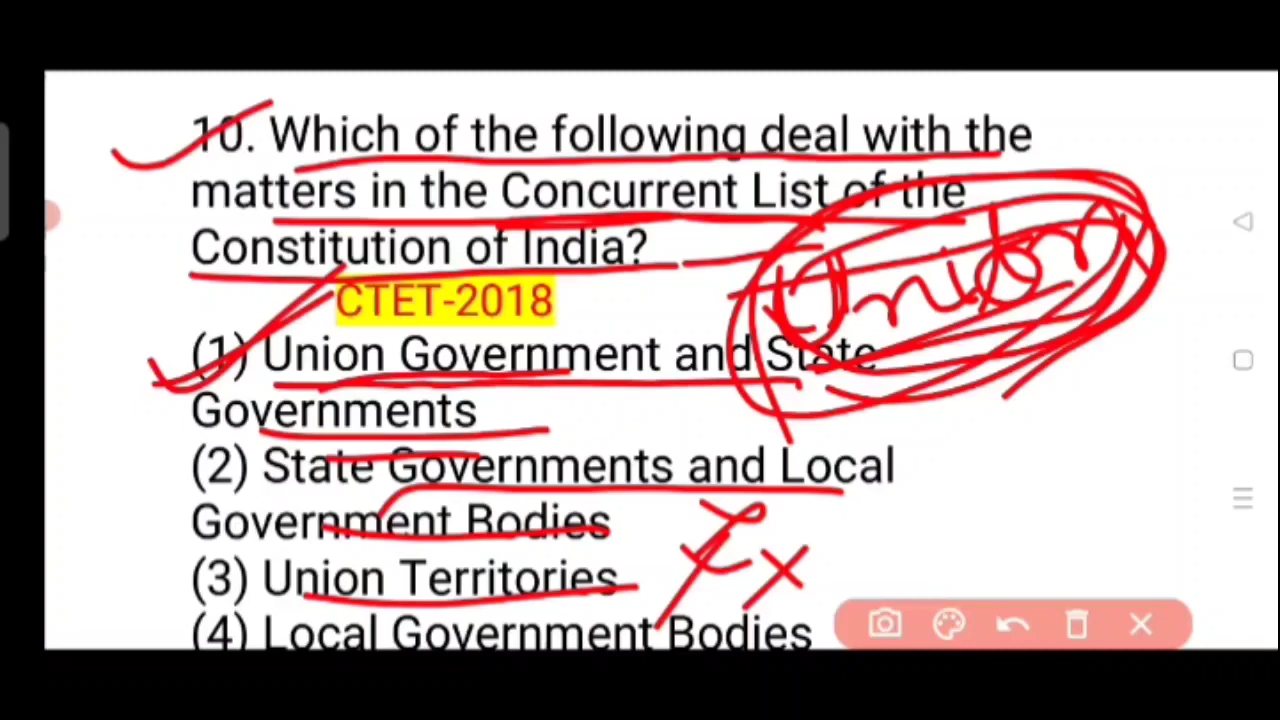 10. Which of the following deal with the
matters in the Concurrent List of the
Constitution of India?
Union
CTET-2018
(1) Union Government and State
Governments
(2) State Governments and Local
Government Bodies
(3) Union Territories
(4) Local Government Bodies